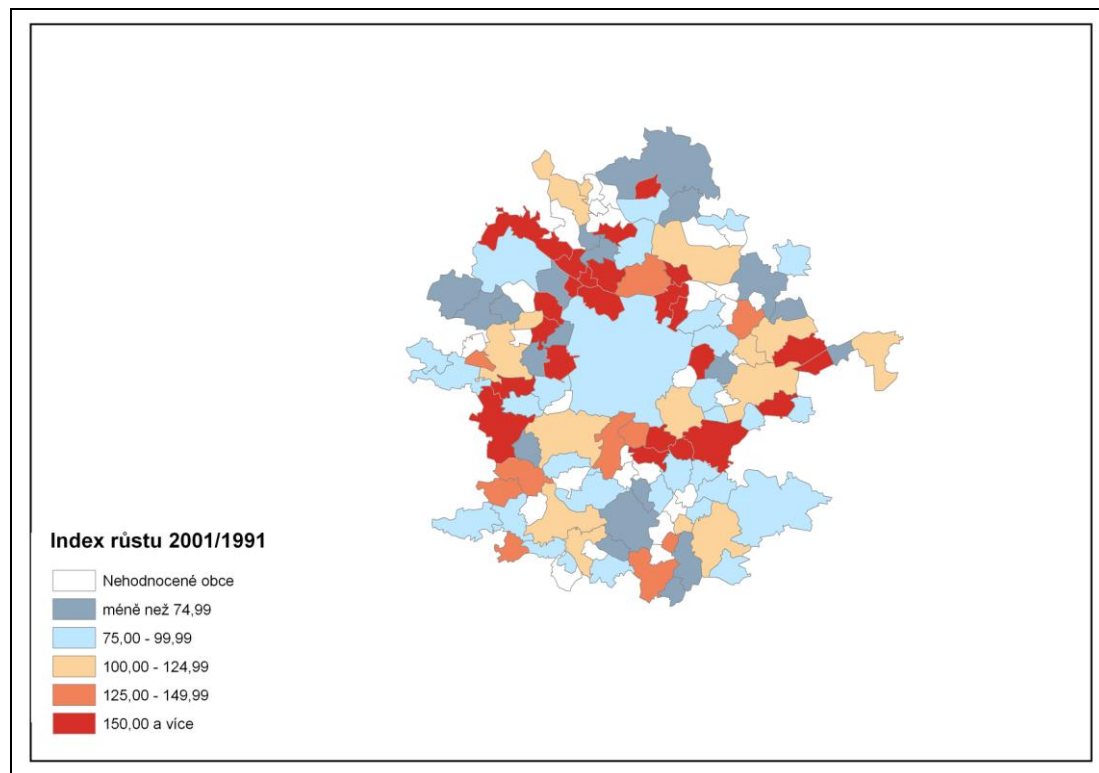 Index růstu 2001/1991
Nehodnocené obce
méně než 74,99
75,00 - 99,99
100,00 - 124,99
125,00 - 149,99
150,00 a více